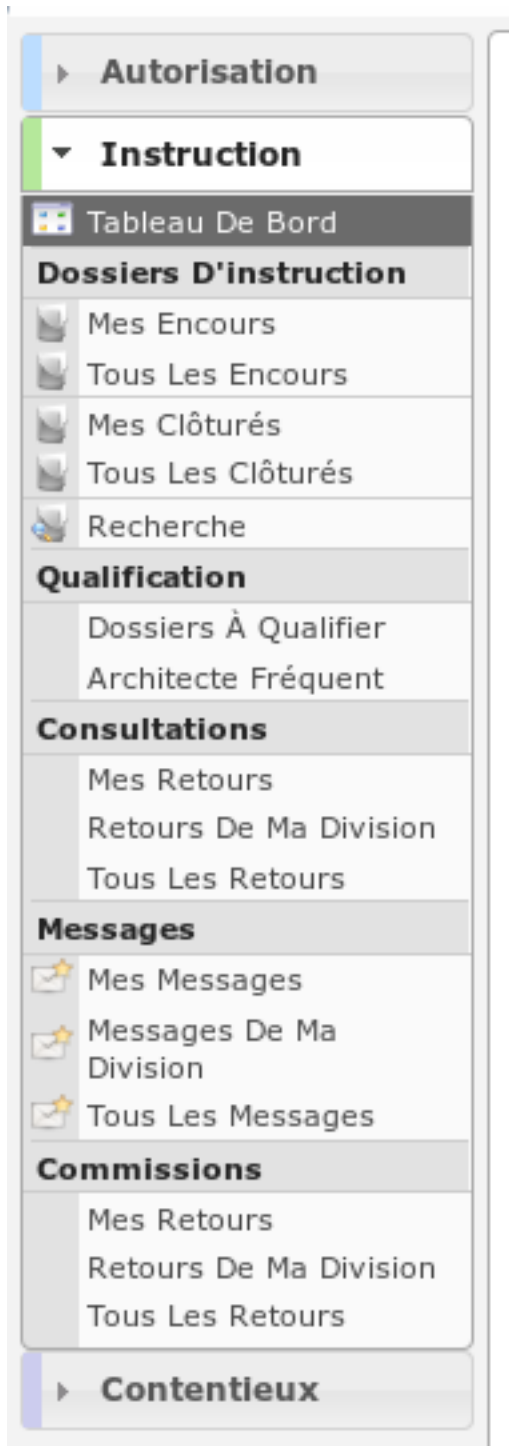 Autorisation
Instruction
Tableau De Bord
Dossiers D'instruction
Mes Encours
Tous Les Encours
Mes Clôturés
Tous Les Clôturés
Recherche
Qualification
Dossiers À Qualifier
Architecte Fréquent
Consultations
Mes Retours
Retours De Ma Division
Tous Les Retours
Messages
Mes Messages
Messages De Ma
Division
Tous Les Messages
Commissions
Mes Retours
Retours De Ma Division
Tous Les Retours
Contentieux